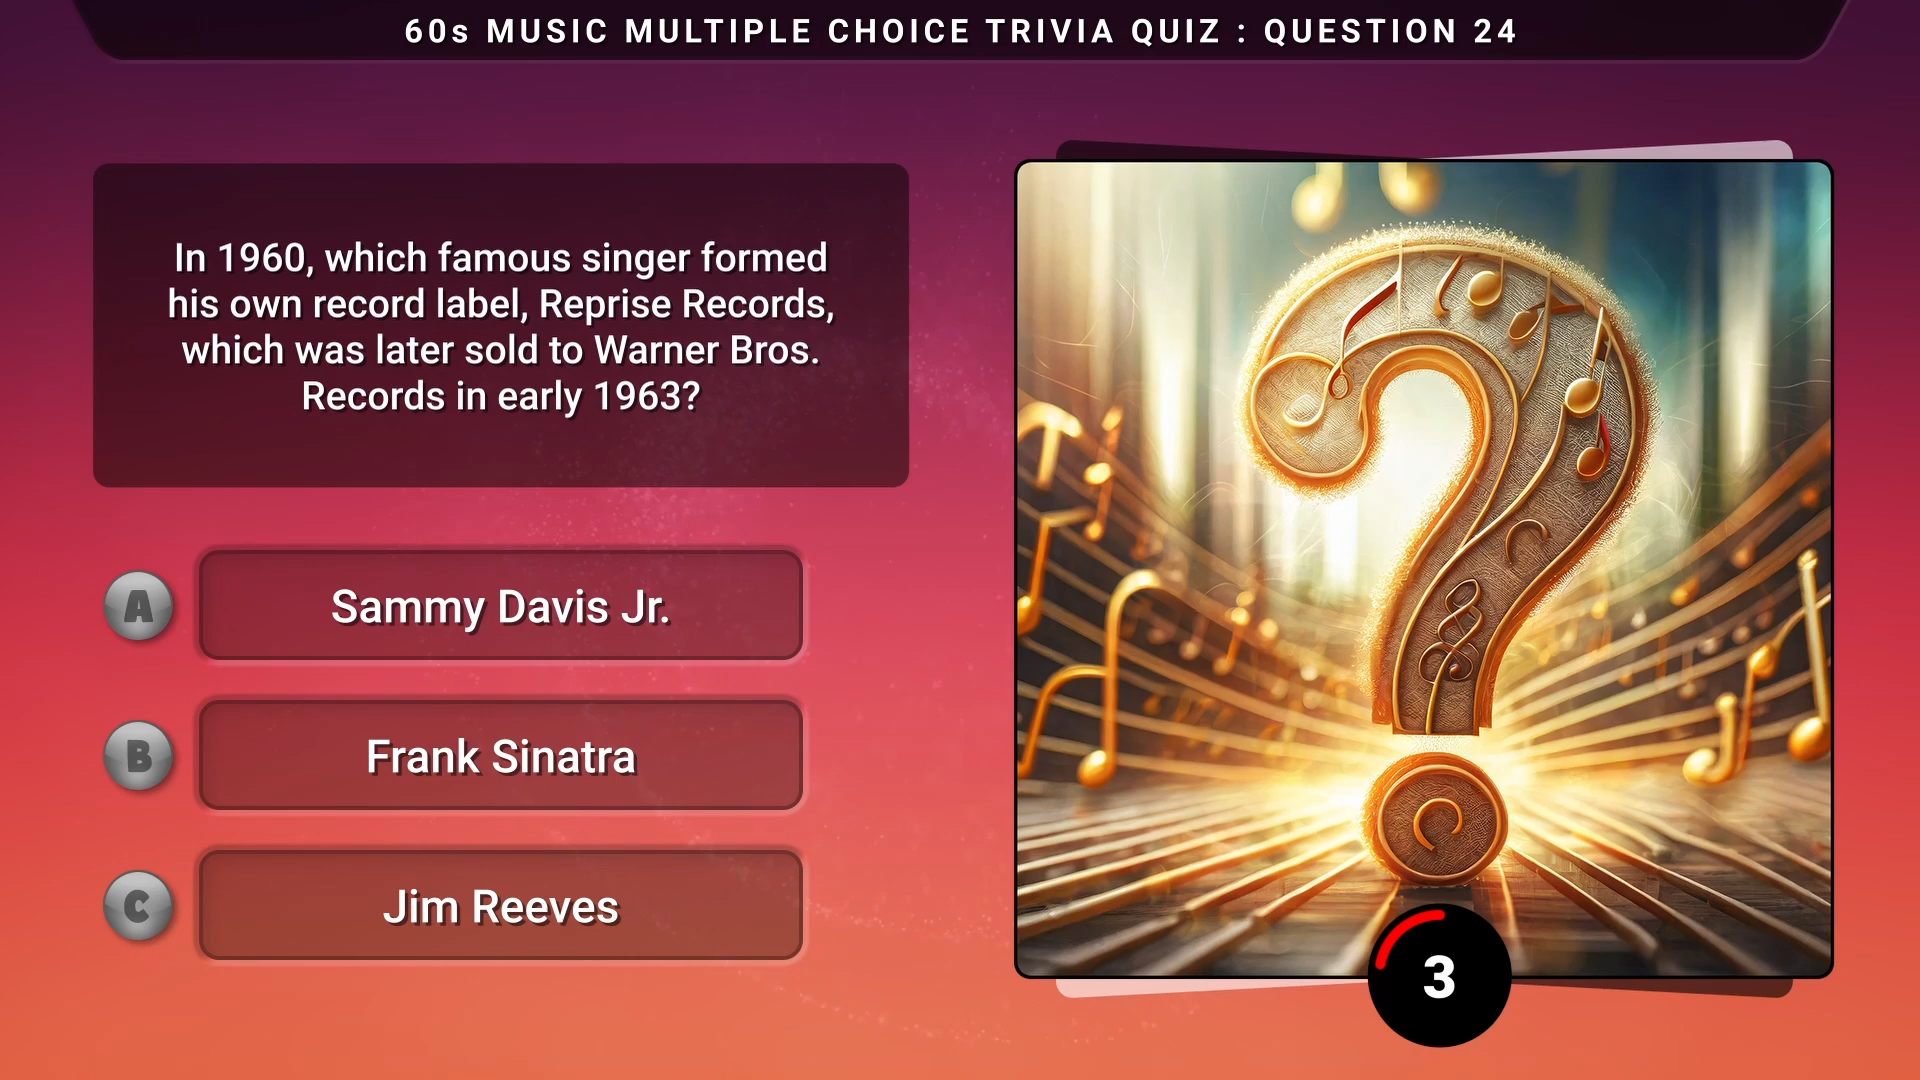 60s MUSIC MULTIPLE CHOICE TRIVIA QUIZ : QUESTION 24
In 1960, which famous singer formed
his own record label, Reprise Records,
which was later sold to Warner Bros.
Records in early 1963?
A Sammy Davis Jr.
B Frank Sinatra
C Jim Reeves
3